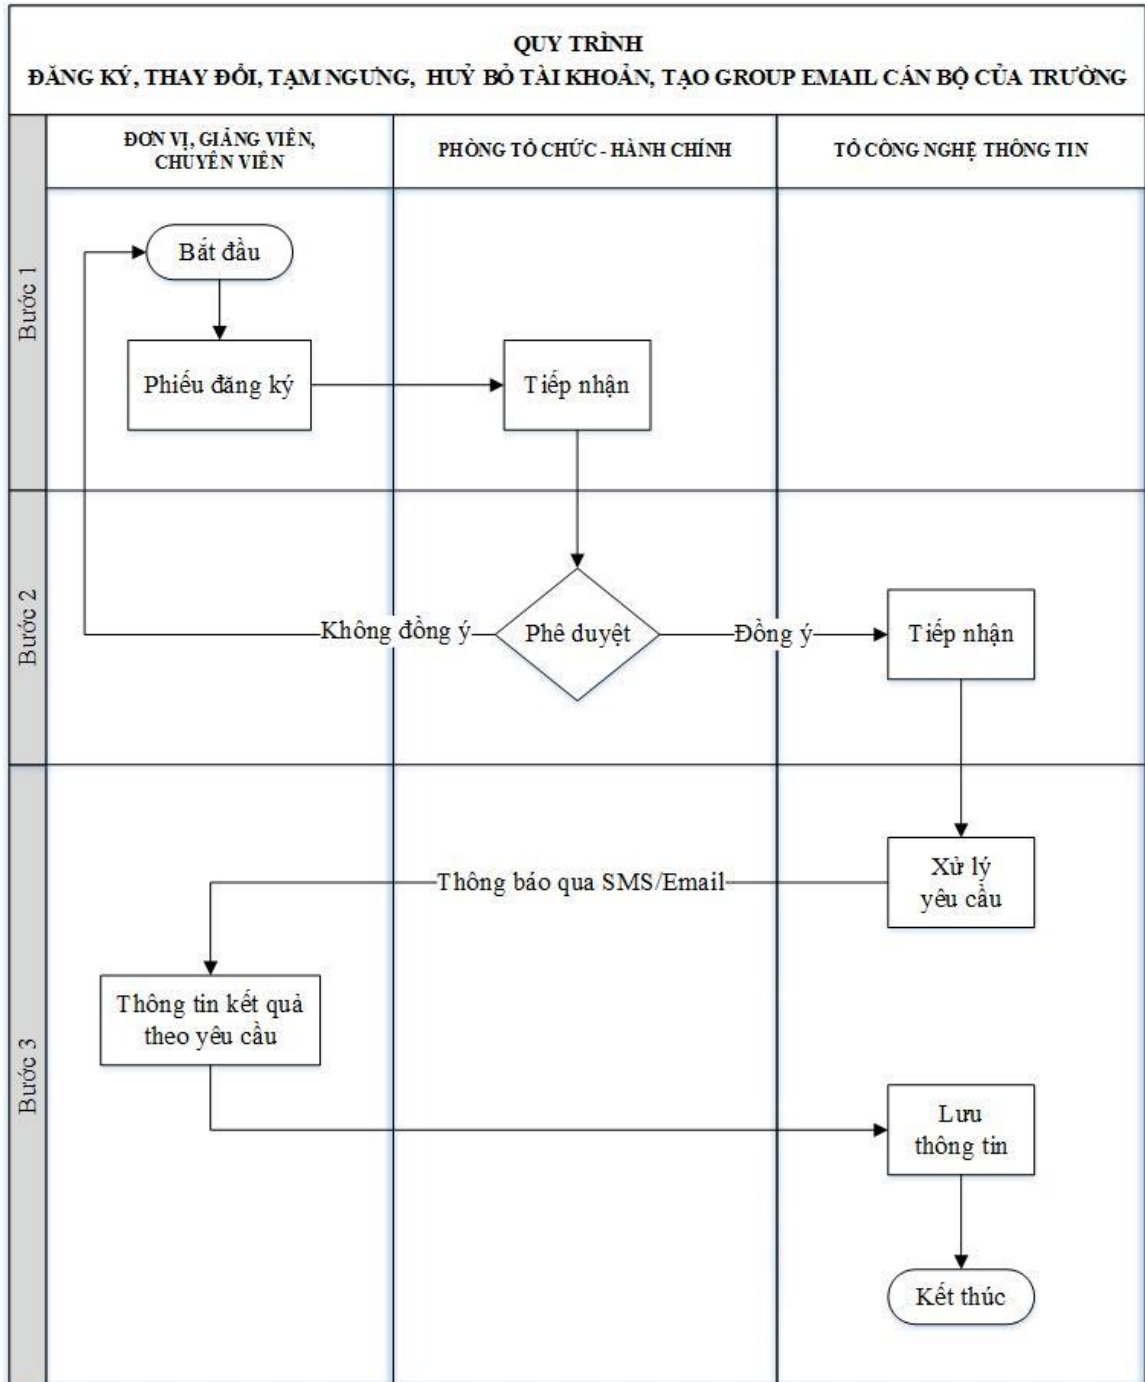 QUY TRÌNH
ĐĂNG KÝ, THAY ĐỔI, TẠM NGƯNG, HUỶ BỎ TÀI KHOẢN, TẠO GROUP EMAIL CÁN BỘ CỦA TRƯỜNG
ĐƠN VỊ, GIẢNG VIÊN,
CHUYÊN VIÊN
PHÒNG TỔ CHỨC - HÀNH CHÍNH
TỔ CÔNG NGHỆ THÔNG TIN
Bước 1
Bắt đầu
Phiếu đăng ký
Tiếp nhận
Bước 2
Không đồng ý
Phê duyệt
Đồng ý
Tiếp nhận
Bước 3
Xử lý
yêu cầu
Thông báo qua SMS/Email
Thông tin kết quả
theo yêu cầu
Lưu
thông tin
Kết thúc